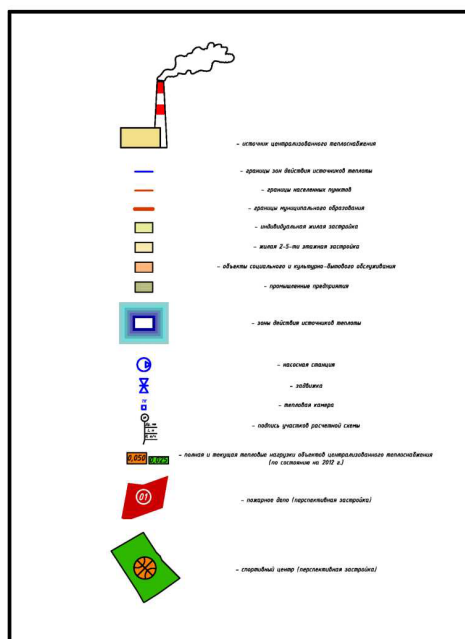 - источник централизованного теплоснабжения
- границы зон действия источников теплоты
- границы населенных пунктов
- границы муниципального образования
- индивидуальная жилая застройка
- жилая 2-5-ти этажная застройка
- объекты социального и культурно-бытового обслуживания
- промышленные предприятия
- зоны действия источников теплоты
- насосная станция
- задвижка
- тепловая камера
- подпись участков расчетной схемы
0,050 0,025 - полная и текущая тепловые нагрузки объектов централизованного теплоснабжения
(по состояние на 2012 г.)
01 - пожарное депо (перспективная застройка)
- спортивный центр (перспективная застройка)